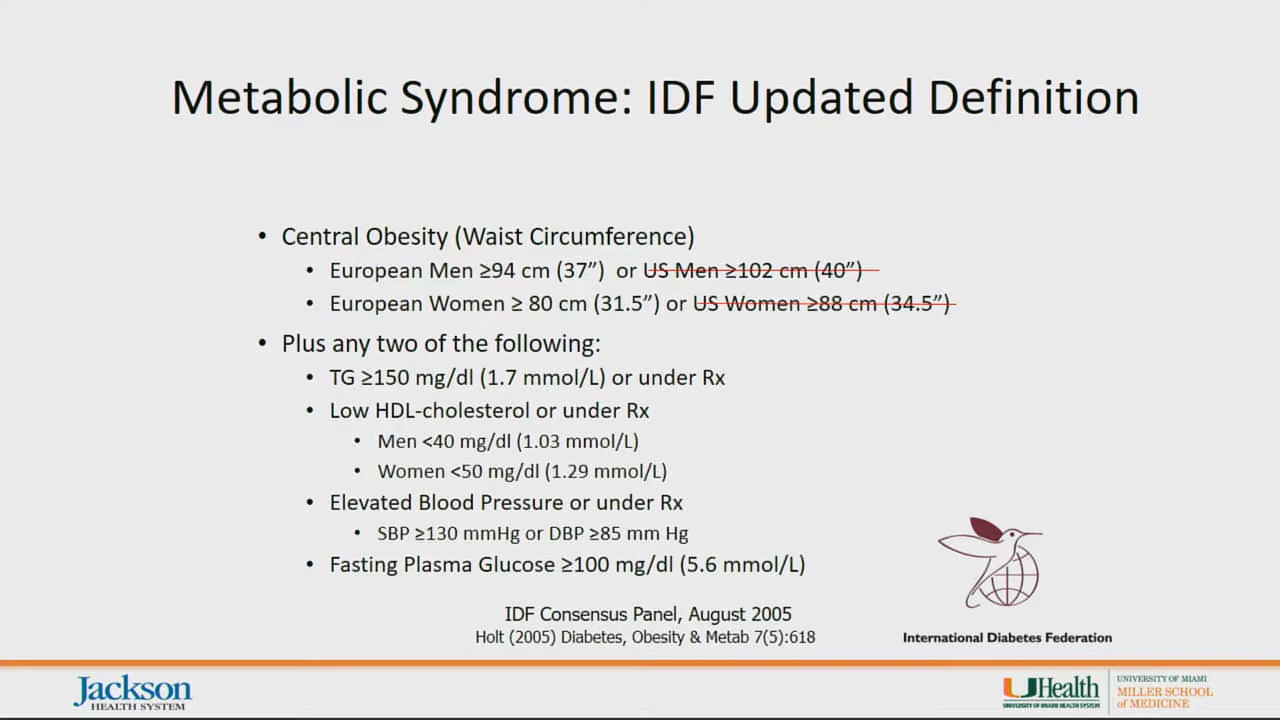 Metabolic Syndrome: IDF Updated Definition
• Central Obesity (Waist Circumference)
• European Men ≥94 cm (37”) or US Men ≥102 cm (40”)
• European Women ≥ 80 cm (31.5”) or US Women ≥88 cm (34.5”)
• Plus any two of the following:
• TG ≥150 mg/dl (1.7 mmol/L) or under Rx
• Low HDL-cholesterol or under Rx
• Men <40 mg/dl (1.03 mmol/L)
• Women <50 mg/dl (1.29 mmol/L)
• Elevated Blood Pressure or under Rx
• SBP ≥130 mmHg or DBP ≥85 mm Hg
• Fasting Plasma Glucose ≥100 mg/dl (5.6 mmol/L)
IDF Consensus Panel, August 2005
Holt (2005) Diabetes, Obesity & Metab 7(5):618
International Diabetes Federation
Jackson
HEALTH SYSTEM
UHealth
UNIVERSITY OF MIAMI HEALTH SYSTEM
UNIVERSITY OF MIAMI
MILLER SCHOOL
of MEDICINE